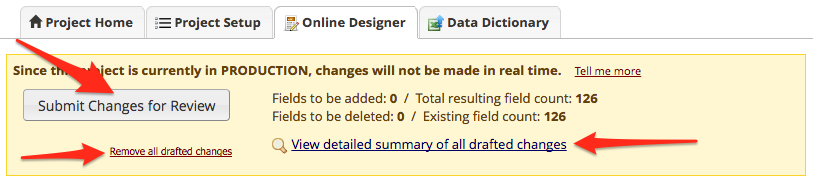 Project Home Project Setup Online Designer Data Dictionary
Since this project is currently in PRODUCTION, changes will not be made in real time. Tell me more
Submit Changes for Review
Fields to be added: 0 / Total resulting field count: 126
Fields to be deleted: 0 / Existing field count: 126
Remove all drafted changes
View detailed summary of all drafted changes